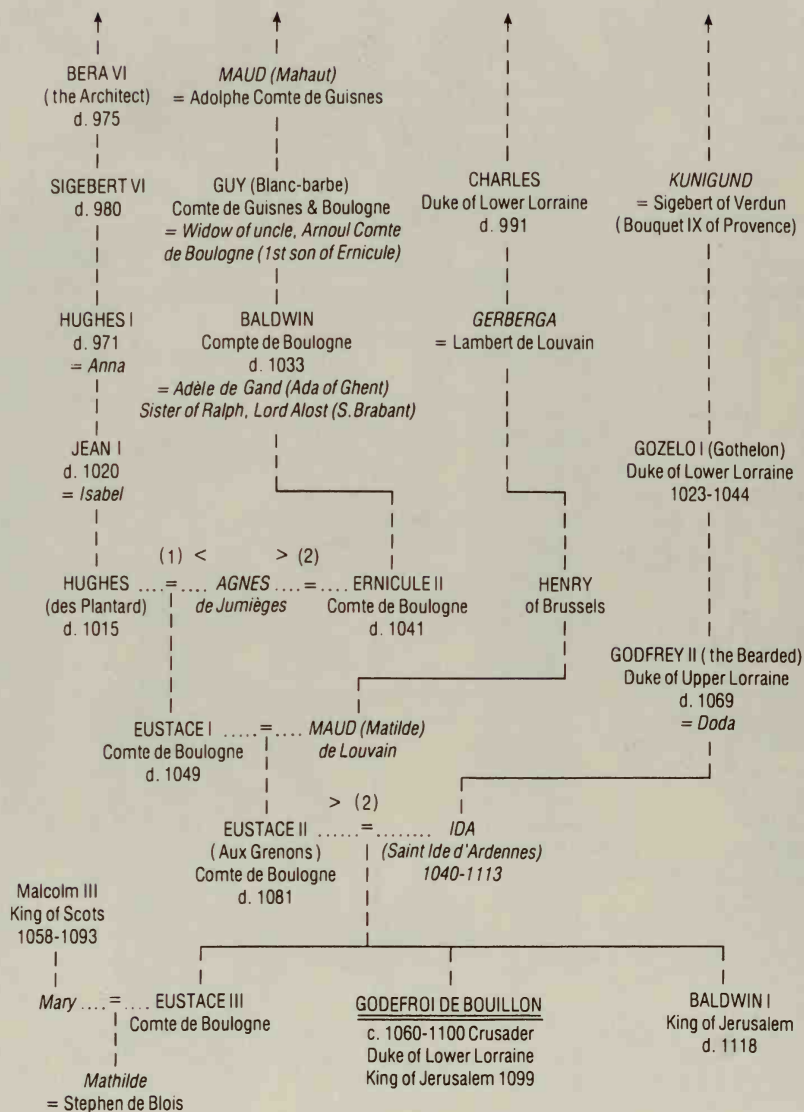 BERA VI
(the Architect)
d. 975
MAUD (Mahaut)
= Adolphe Comte de Guisnes
SIGEBERT VI
d. 980
GUY (Blanc-barbe)
Comte de Guisnes & Boulogne
= Widow of uncle, Arnoul Comte
de Boulogne (1st son of Ernicule)
CHARLES
Duke of Lower Lorraine
d. 991
KUNIGUND
= Sigebert of Verdun
(Bouquet IX of Provence)
HUGHES I
d. 971
= Anna
BALDWIN
Compte de Boulogne
d. 1033
= Adèle de Gand (Ada of Ghent)
Sister of Ralph, Lord Alost (S. Brabant)
GERBERGA
= Lambert de Louvain
JEAN I
d. 1020
= Isabel
GOZELO I (Gothelon)
Duke of Lower Lorraine
1023-1044
(1) < > (2)
HUGHES .... = .... AGNES .... = .... ERNICULE II
(des Plantard) de Jumièges Comte de Boulogne
d. 1015 d. 1041
HENRY
of Brussels
GODFREY II (the Bearded)
Duke of Upper Lorraine
d. 1069
= Doda
EUSTACE I ..... = .... MAUD (Matilde)
Comte de Boulogne de Louvain
d. 1049
> (2)
EUSTACE II ...... = ........ IDA
(Aux Grenons) (Saint Ide d'Ardennes)
Comte de Boulogne 1040-1113
d. 1081
Malcolm III
King of Scots
1058-1093
Mary .... = .... EUSTACE III
Comte de Boulogne
GODEFROI DE BOUILLON
c. 1060-1100 Crusader
Duke of Lower Lorraine
King of Jerusalem 1099
BALDWIN I
King of Jerusalem
d. 1118
Mathilde
= Stephen de Blois